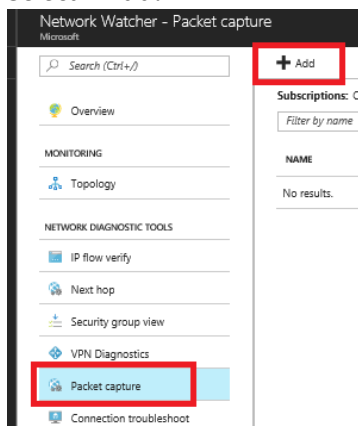 Network Watcher - Packet capture
Microsoft
Search (Ctrl+/)
Overview
MONITORING
Topology
NETWORK DIAGNOSTIC TOOLS
IP flow verify
Next hop
Security group view
VPN Diagnostics
Packet capture
Connection troubleshoot
Add
Subscriptions:
Filter by name
NAME
No results.